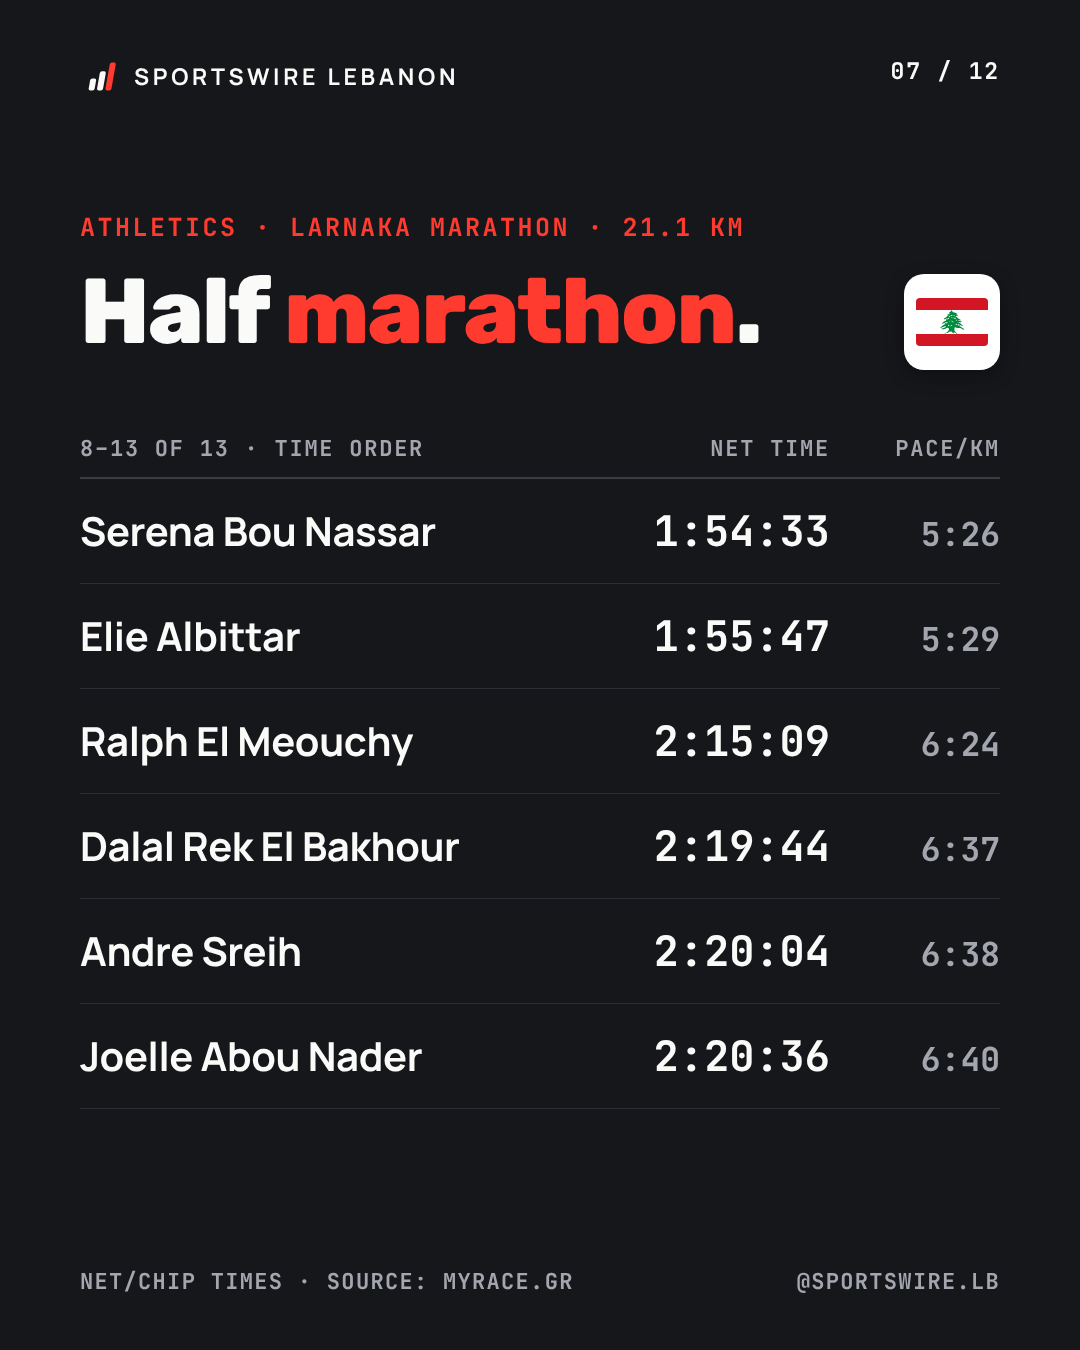 SPORTSWIRE LEBANON
07 / 12
ATHLETICS · LARNAKA MARATHON · 21.1 KM
Half marathon.
8–13 OF 13 · TIME ORDER NET TIME PACE/KM
Serena Bou Nassar 1:54:33 5:26
Elie Albittar 1:55:47 5:29
Ralph El Meouchy 2:15:09 6:24
Dalal Rek El Bakhour 2:19:44 6:37
Andre Sreih 2:20:04 6:38
Joelle Abou Nader 2:20:36 6:40
NET/CHIP TIMES · SOURCE: MYRACE.GR @SPORTSWIRE.LB